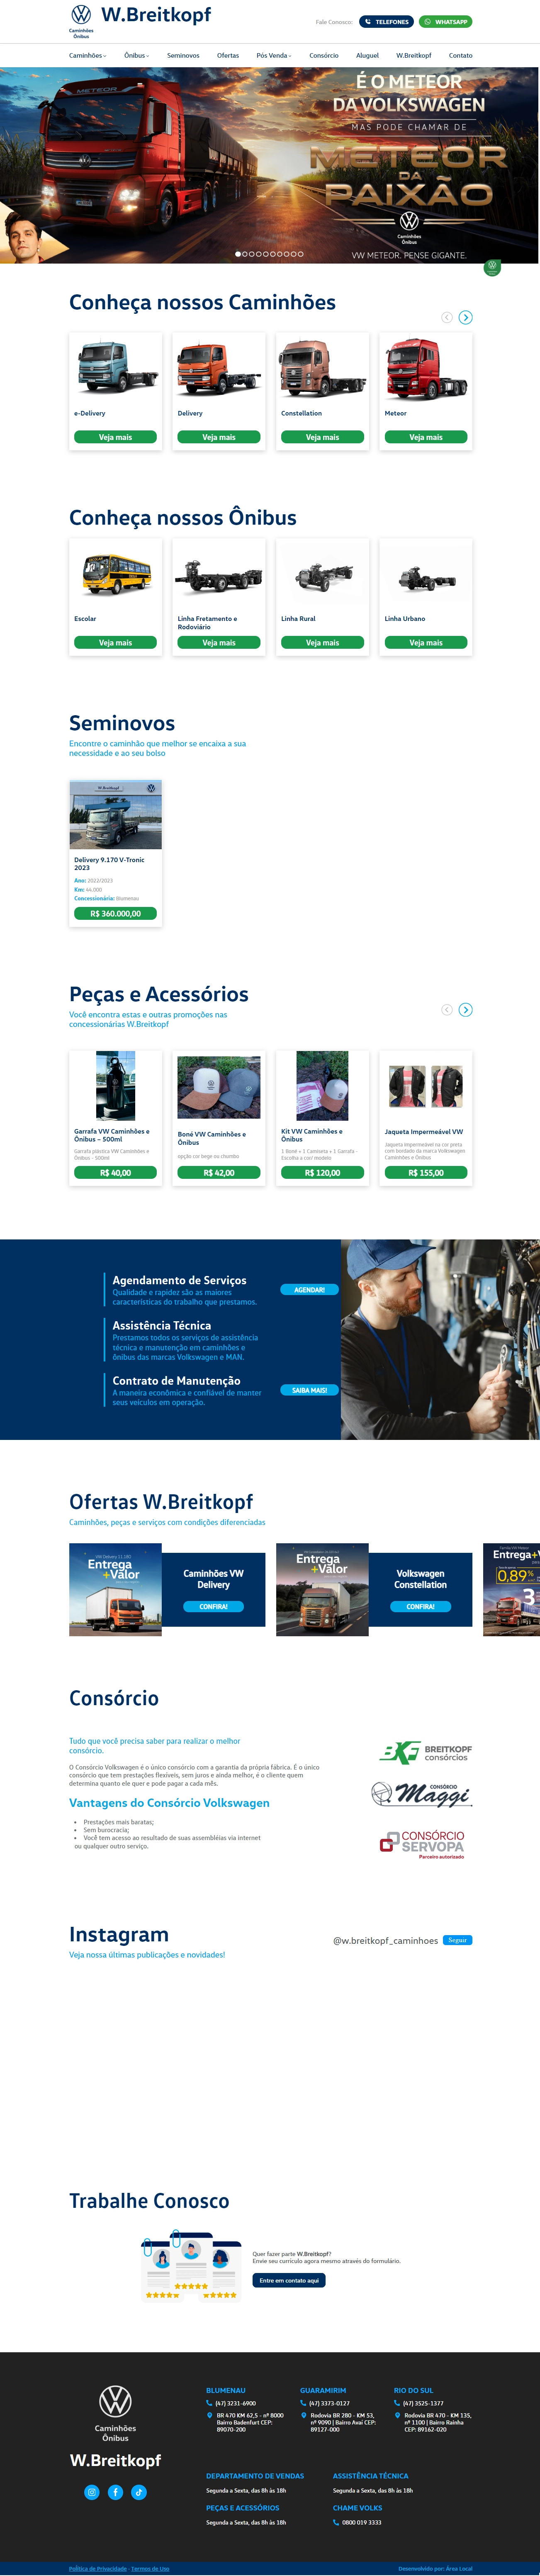 Caminhões
Ônibus
W.Breitkopf
Fale Conosco:
TELEFONES
WHATSAPP
Caminhões
Ônibus
Seminovos
Ofertas
Pós Venda
Consórcio
Aluguel
W.Breitkopf
Contato
METEOR
É O METEOR
DA VOLKSWAGEN
MAS PODE CHAMAR DE
METEOR
DA
PAIXÃO
Caminhões
Ônibus
VW METEOR. PENSE GIGANTE.
Conheça nossos Caminhões
e-Delivery
Delivery
Constellation
Meteor
Veja mais
Veja mais
Veja mais
Veja mais
Conheça nossos Ônibus
Escolar
Linha Fretamento e
Rodoviário
Linha Rural
Linha Urbano
Veja mais
Veja mais
Veja mais
Veja mais
Seminovos
Encontre o caminhão que melhor se encaixa a sua
necessidade e ao seu bolso
W.Breitkopf
Delivery 9.170 V-Tronic
2023
Ano: 2022/2023
Km: 44.000
Concessionária: Blumenau
R$ 360.000,00
Peças e Acessórios
Você encontra estas e outras promoções nas
concessionárias W.Breitkopf
Garrafa VW Caminhões e
Ônibus – 500ml
Garrafa plástica VW Caminhões e
Ônibus - 500ml
R$ 40,00
Boné VW Caminhões e
Ônibus
opção cor bege ou chumbo
R$ 42,00
Kit VW Caminhões e
Ônibus
1 Boné + 1 Camiseta + 1 Garrafa -
Escolha a cor/ modelo
R$ 120,00
Jaqueta Impermeável VW
Jaqueta impermeável na cor preta
com bordado da marca Volkswagen
Caminhões e Ônibus
R$ 155,00
Agendamento de Serviços
Qualidade e rapidez são as maiores
características do trabalho que prestamos.
AGENDAR!
Assistência Técnica
Prestamos todos os serviços de assistência
técnica e manutenção em caminhões e
ônibus das marcas Volkswagen e MAN.
Contrato de Manutenção
A maneira econômica e confiável de manter
seus veículos em operação.
SAIBA MAIS!
Ofertas W.Breitkopf
Caminhões, peças e serviços com condições diferenciadas
VW Delivery 11.180
Entrega
+Valor
Caminhões VW
Delivery
CONFIRA!
Entrega
+Valor
Volkswagen
Constellation
CONFIRA!
Entrega+V
0,89%
3
Consórcio
Tudo que você precisa saber para realizar o melhor
consórcio.
O Consórcio Volkswagen é o único consórcio com a garantia da própria fábrica. É o único
consórcio que tem prestações flexíveis, sem juros e ainda melhor, é o cliente quem
determina quanto ele quer e pode pagar a cada mês.
Vantagens do Consórcio Volkswagen
• Prestações mais baratas;
• Sem burocracia;
• Você tem acesso ao resultado de suas assembléias via internet
ou qualquer outro serviço.
BREITKOPF
consórcios
CONSÓRCIO
Maggi
CONSÓRCIO
SERVOPA
Parceiro autorizado
Instagram
Veja nossa últimas publicações e novidades!
@w.breitkopf_caminhoes
Seguir
Trabalhe Conosco
Quer fazer parte W.Breitkopf?
Envie seu currículo agora mesmo através do formulário.
Entre em contato aqui
Caminhões
Ônibus
W.Breitkopf
BLUMENAU
(47) 3231-6900
BR 470 KM 62,5 - nº 8000
Bairro Badenfurt CEP:
89070-200
GUARAMIRIM
(47) 3373-0127
Rodovia BR 280 - KM 53,
nº 9090 | Bairro Avaí CEP:
89127-000
RIO DO SUL
(47) 3525-1377
Rodovia BR 470 - KM 135,
nº 1100 | Bairro Rainha
CEP: 89162-020
DEPARTAMENTO DE VENDAS
Segunda a Sexta, das 8h às 18h
ASSISTÊNCIA TÉCNICA
Segunda a Sexta, das 8h às 18h
PEÇAS E ACESSÓRIOS
Segunda a Sexta, das 8h às 18h
CHAME VOLKS
0800 019 3333
Política de Privacidade - Termos de Uso
Desenvolvido por: Área Local